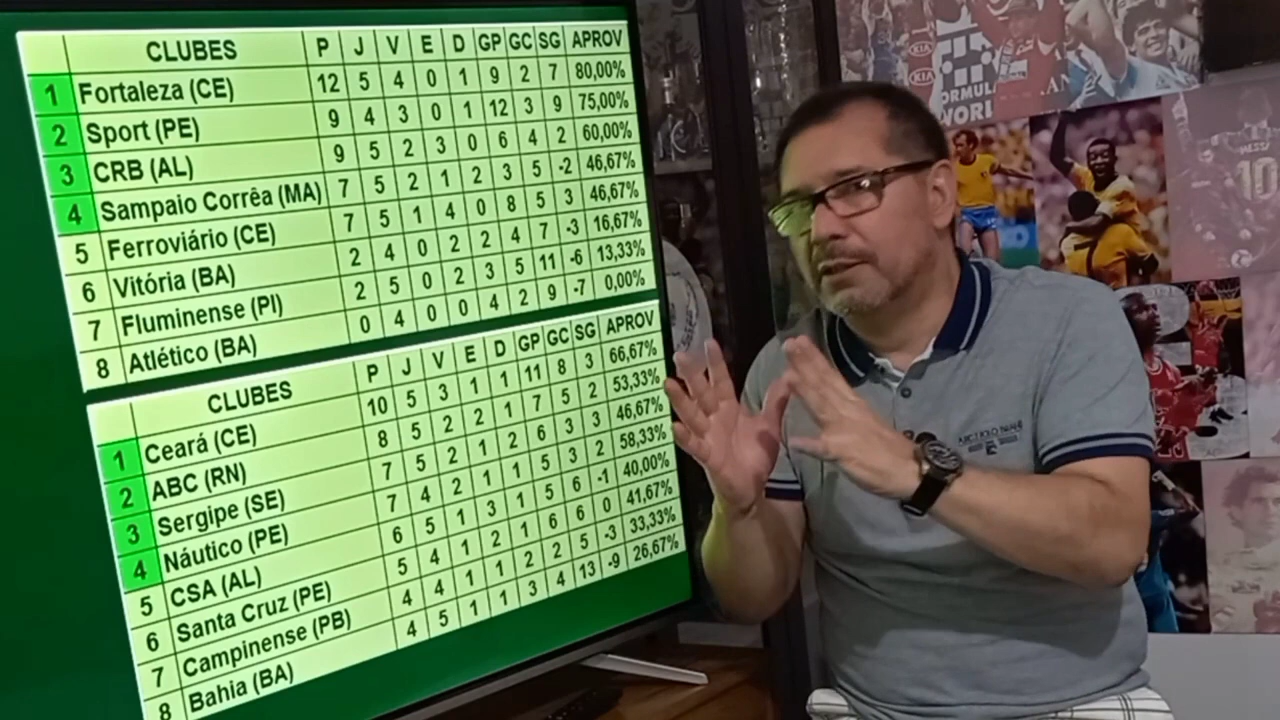 CLUBES P J V E D GP GC SG APROV
1 Fortaleza (CE) 12 5 4 0 1 9 2 7 80,00%
2 Sport (PE) 9 4 3 0 1 12 3 9 75,00%
3 CRB (AL) 9 5 2 3 0 6 4 2 60,00%
4 Sampaio Corrêa (MA) 7 5 2 1 2 3 5 -2 46,67%
5 Ferroviário (CE) 7 5 1 4 0 8 5 3 46,67%
6 Vitória (BA) 2 4 0 2 2 4 7 -3 16,67%
7 Fluminense (PI) 2 5 0 2 3 5 11 -6 13,33%
8 Atlético (BA) 0 4 0 0 4 2 9 -7 0,00%
CLUBES P J V E D GP GC SG APROV
1 Ceará (CE) 10 5 3 1 1 11 8 3 66,67%
2 ABC (RN) 8 5 2 2 1 7 5 2 53,33%
3 Sergipe (SE) 7 5 2 1 2 6 3 3 46,67%
4 Náutico (PE) 7 4 2 1 1 5 3 2 58,33%
5 CSA (AL) 6 5 1 3 1 5 6 -1 40,00%
6 Santa Cruz (PE) 5 4 1 2 1 6 6 0 41,67%
7 Campinense (PB) 4 4 1 1 2 2 5 -3 33,33%
8 Bahia (BA) 4 5 1 1 3 4 13 -9 26,67%
KIA
KIA
WORL
MESSI
10